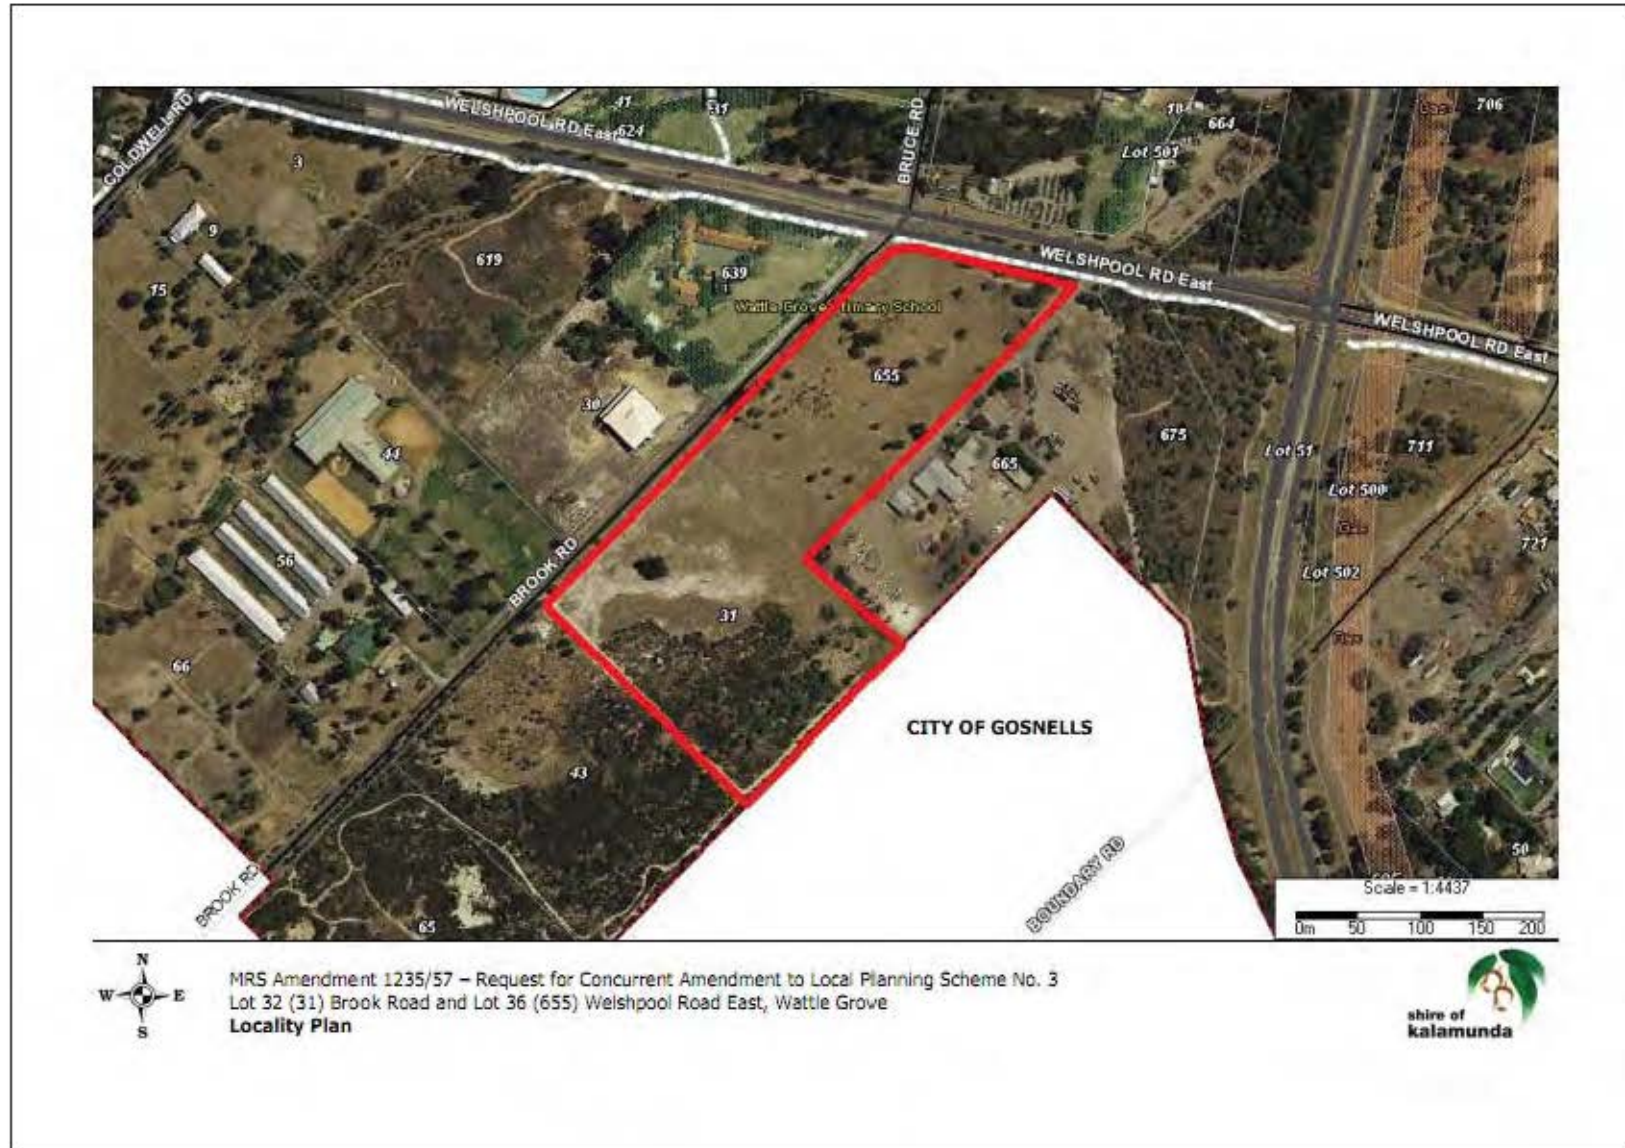 WELSHPOOL RD East
COLDWELL RD
BRUCE RD
41
624
18
664
Lot 501
Gas
706
3
9
15
619
639
Wattle Grove Primary School
WELSHPOOL RD East
WELSHPOOL RD East
655
30
44
665
675
Lot 51
711
Lot 500
Gas
721
Lot 502
Gas
56
BROOK RD
31
66
CITY OF GOSNELLS
43
65
BROOK RD
BOUNDARY RD
50
Scale = 1:4437
0m 50 100 150 200
N
W E
S
MRS Amendment 1235/57 – Request for Concurrent Amendment to Local Planning Scheme No. 3
Lot 32 (31) Brook Road and Lot 36 (655) Welshpool Road East, Wattle Grove
Locality Plan
shire of
kalamunda